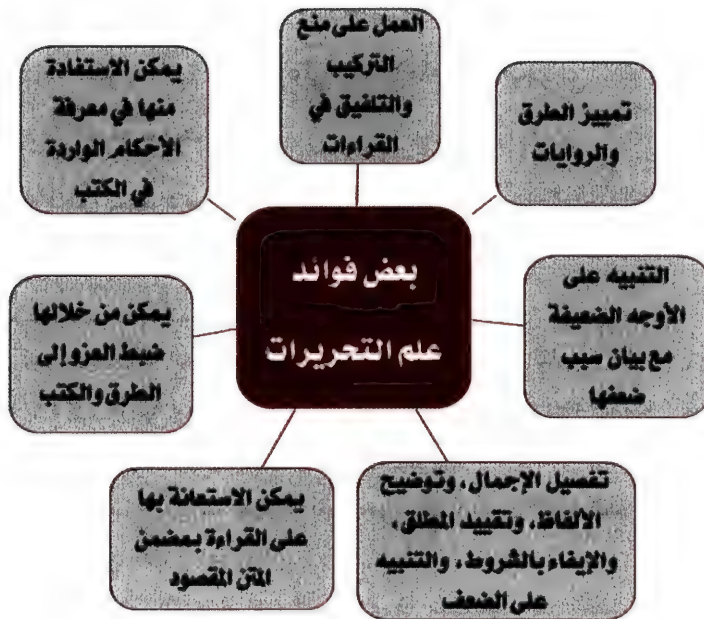 بعض فوائد
علم التحريرات
العمل على منع
التركيب
والتلفيق في
القراءات
تمييز الطرق
والروايات
التنبيه على
الأوجه الضعيفة
مع بيان سبب
ضعفها
تفصيل الإجمال، وتوضيح
الألفاظ، وتقييد المطلق،
والإيفاء بالشروط، والتنبيه
على الضعف
يمكن الاستعانة بها
على القراءة بمضمن
المتن المقصود
يمكن من خلالها
ضبط العزو إلى
الطرق والكتب
يمكن الاستفادة
منها في معرفة
الأحكام الواردة
في الكتب